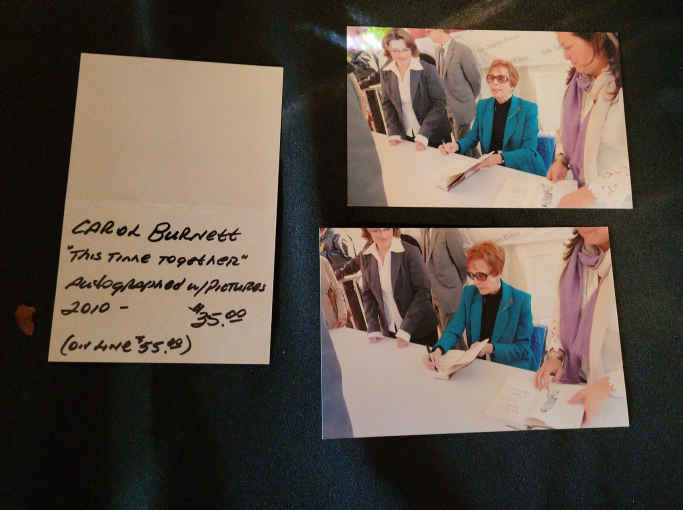 CAROL BURNETT
"THIS TIME TOGETHER"
Autographed w/PICTURES
2010 - $35.00
(ON LINE $55.00)